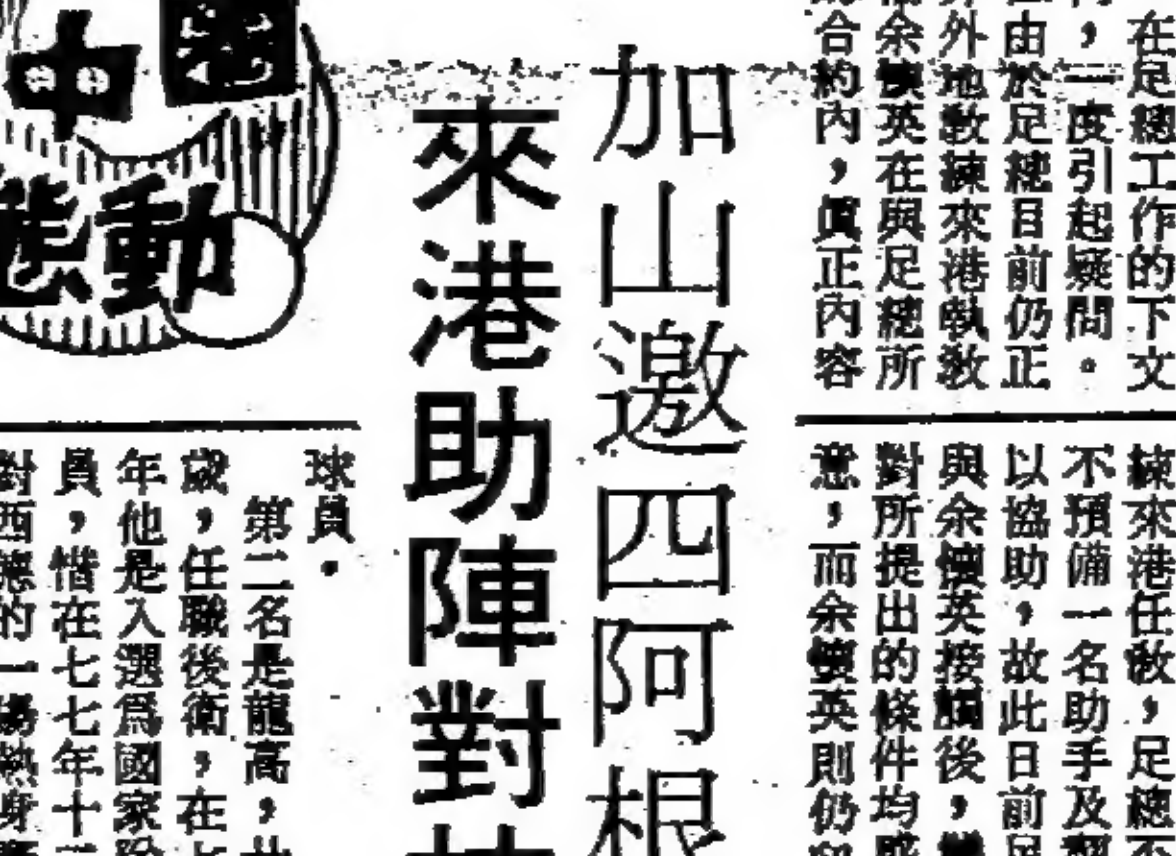 在足總工作的下文
,一度引起疑問。
由於足總目前仍正
外地教練來港執教
余懷英在與足總所
合約內,眞正內容
練來港任教,足總
不預備一名助手及
以協助,故此日前
與余懷英接觸後,
對所提出的條件均
意,而余懷英則仍
加山邀四阿根
來港助陣對
中
動態
球員.
第二名是龍高,
歲,任職後衛,在
年他是入選爲國家
員,惜在七七年十
對西德的一場熱身